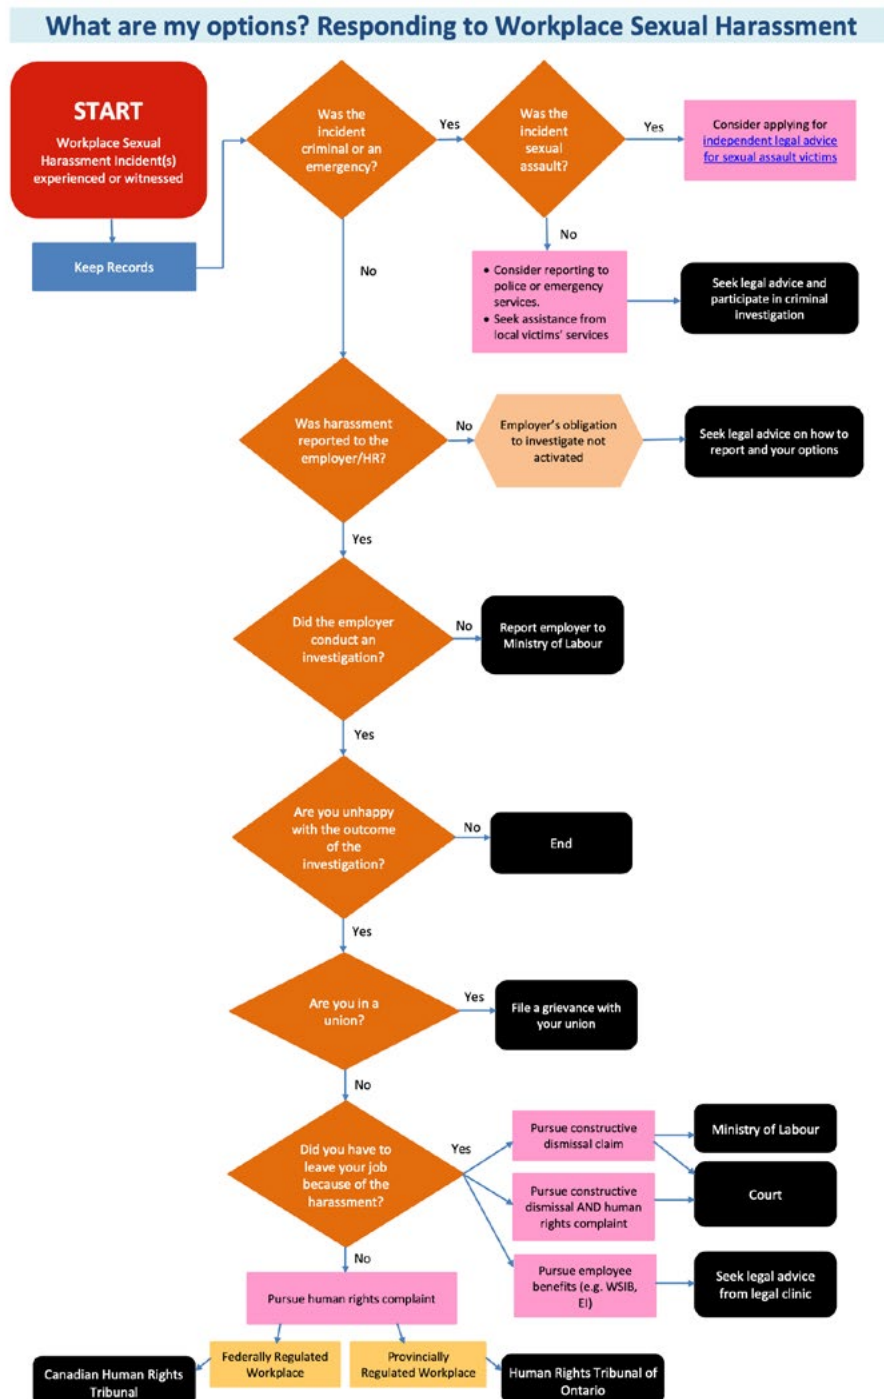 What are my options? Responding to Workplace Sexual Harassment
START
Workplace Sexual
Harassment Incident(s)
experienced or witnessed
Keep Records
Was the
incident
criminal or an
emergency?
Yes
Was the
incident
sexual
assault?
Yes
Consider applying for
independent legal advice
for sexual assault victims
No
No
• Consider reporting to
police or emergency
services.
• Seek assistance from
local victims' services
Seek legal advice and
participate in criminal
investigation
Was harassment
reported to the
employer/HR?
No
Employer's obligation
to investigate not
activated
Seek legal advice on how to
report and your options
Yes
Did the employer
conduct an
investigation?
No
Report employer to
Ministry of Labour
Yes
Are you unhappy
with the outcome
of the
investigation?
No
End
Yes
Are you in a
union?
Yes
File a grievance with
your union
No
Did you have to
leave your job
because of the
harassment?
Yes
Pursue constructive
dismissal claim
Ministry of Labour
Court
Pursue constructive
dismissal AND human
rights complaint
Pursue employee
benefits (e.g. WSIB,
EI)
Seek legal advice
from legal clinic
No
Pursue human rights complaint
Federally Regulated
Workplace
Provincially
Regulated Workplace
Canadian Human Rights
Tribunal
Human Rights Tribunal of
Ontario